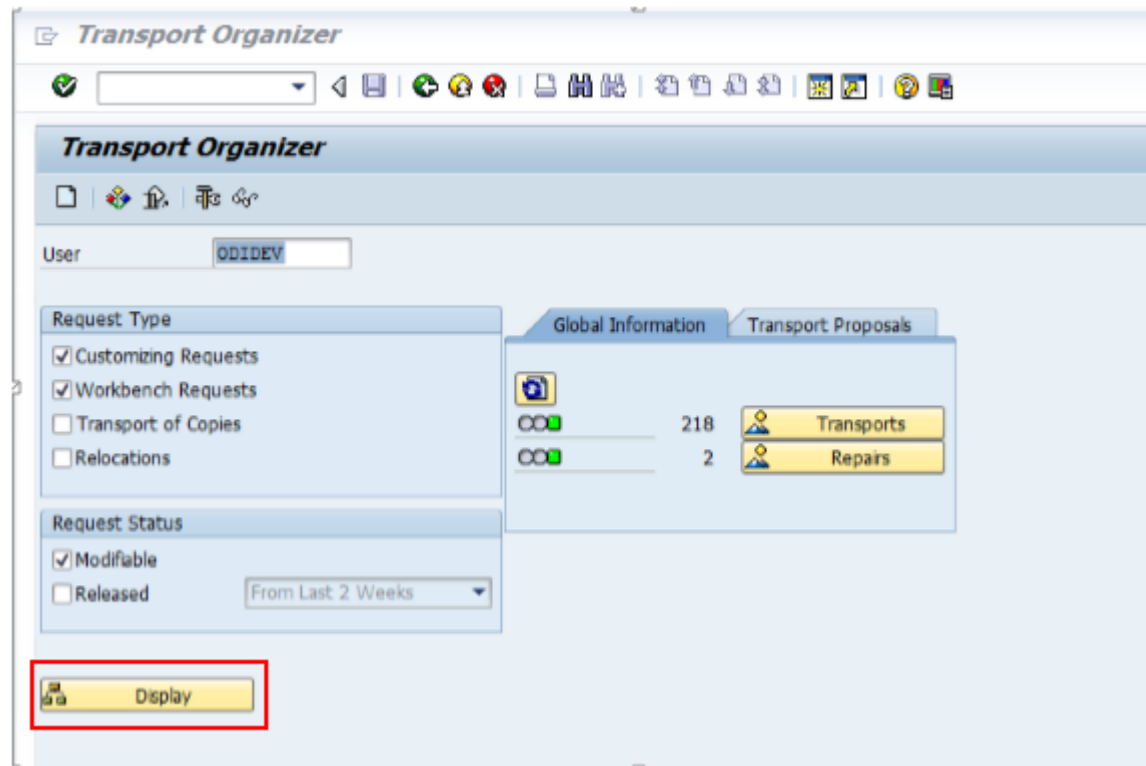 Transport Organizer
Transport Organizer
User ODIDEV
Request Type
Customizing Requests
Workbench Requests
Transport of Copies
Relocations
Global Information Transport Proposals
218 Transports
2 Repairs
Request Status
Modifiable
Released From Last 2 Weeks
Display